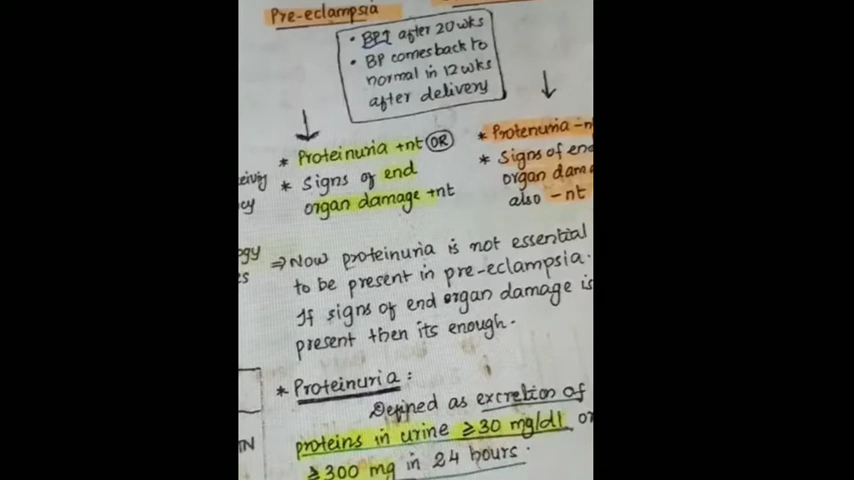 Pre-eclampsia
• BP↑ after 20 wks
• BP comes back to
normal in 12 wks
after delivery
* Proteinuria +nt OR
* Signs of end
organ damage +nt
* Protenuria -n
* Signs of end
organ dama
also -nt
⇒ Now proteinuria is not essential
to be present in pre-eclampsia.
If signs of end organ damage is
present then its enough.
* Proteinuria:
Defined as excretion of
proteins in urine ≥30 mg/dl or
≥300 mg in 24 hours.